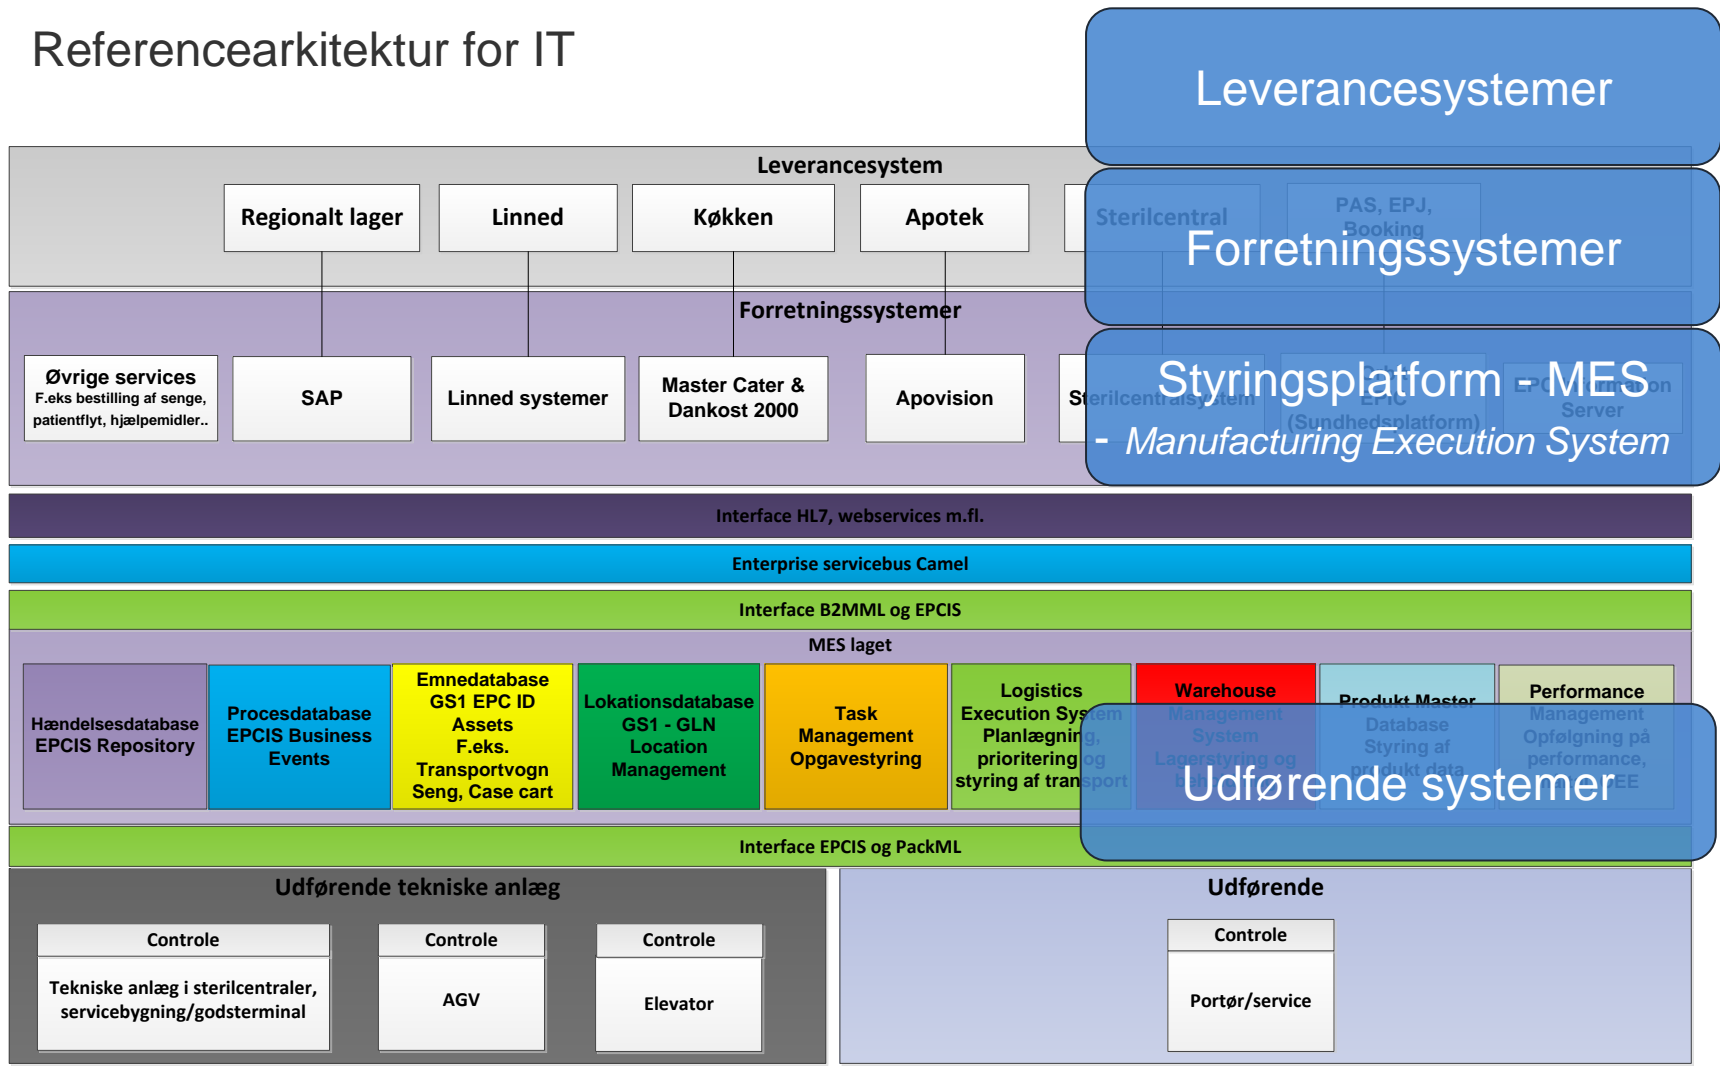 Referencearkitektur for IT
Leverancesystemer
Leverancesystem
Regionalt lager
Linned
Køkken
Apotek
Sterilcentral
PAS, EPJ,
Booking
Forretningssystemer
Forretningssystemer
Øvrige services
F.eks bestilling af senge,
patientflyt, hjælpemidler..
SAP
Linned systemer
Master Cater &
Dankost 2000
Apovision
Sterilcentralsystem
EPIC
(Sundhedsplatform)
Server
Styringsplatform - MES
- Manufacturing Execution System
Interface HL7, webservices m.fl.
Enterprise servicebus Camel
Interface B2MML og EPCIS
MES laget
Hændelsesdatabase
EPCIS Repository
Procesdatabase
EPCIS Business
Events
Emnedatabase
GS1 EPC ID
Assets
F.eks.
Transportvogn
Seng, Case cart
Lokationsdatabase
GS1 - GLN
Location
Management
Task
Management
Opgavestyring
Logistics
Execution System
Planlægning,
prioritering og
styring af transport
Warehouse
Management
System
Lagerstyring og
Produkt Master
Database
Styring af
produkt data
Performance
Management
Opfølgning på
performance,
Udførende systemer
Interface EPCIS og PackML
Udførende tekniske anlæg
Controle
Tekniske anlæg i sterilcentraler,
servicebygning/godsterminal
Controle
AGV
Controle
Elevator
Udførende
Controle
Portør/service